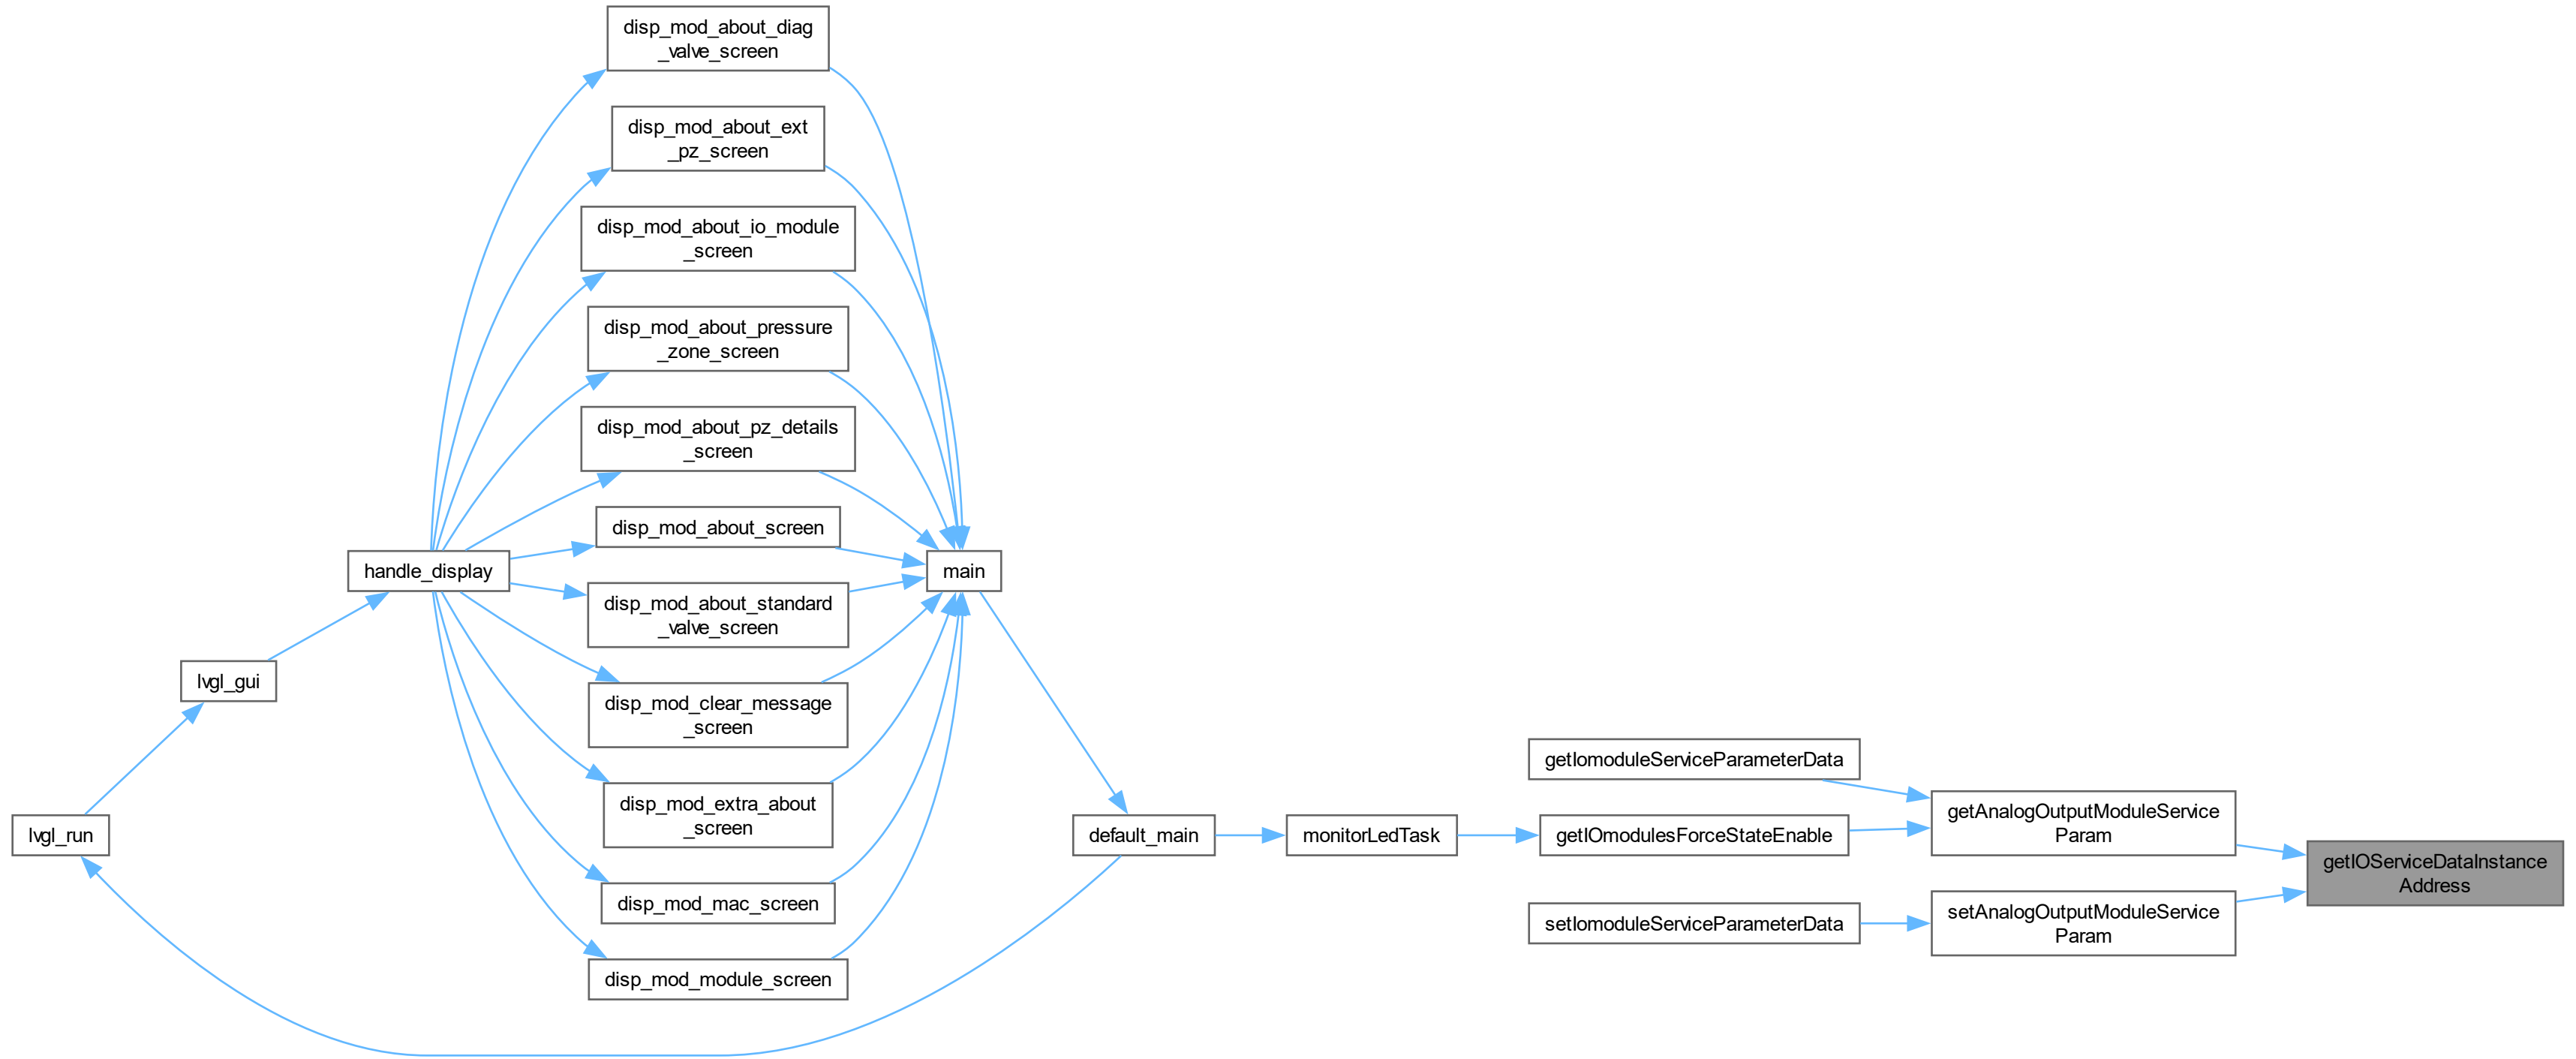 disp_mod_about_diag
_valve_screen
disp_mod_about_ext
_pz_screen
disp_mod_about_io_module
_screen
disp_mod_about_pressure
_zone_screen
disp_mod_about_pz_details
_screen
disp_mod_about_screen
handle_display
main
disp_mod_about_standard
_valve_screen
lvgl_gui
disp_mod_clear_message
_screen
getIomoduleServiceParameterData
disp_mod_extra_about
_screen
lvgl_run
default_main
monitorLedTask
getIOmodulesForceStateEnable
getAnalogOutputModuleService
Param
getIOServiceDataInstance
Address
disp_mod_mac_screen
setIomoduleServiceParameterData
setAnalogOutputModuleService
Param
disp_mod_module_screen